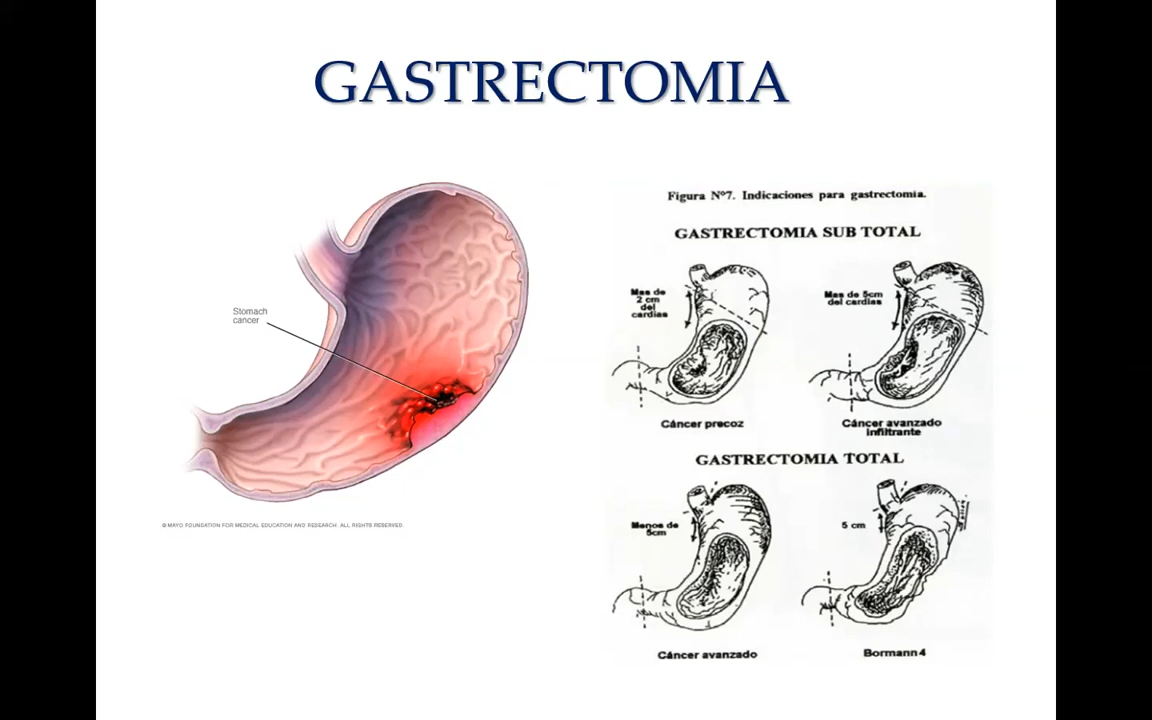 GASTRECTOMIA
Stomach
cancer
© MAYO FOUNDATION FOR MEDICAL EDUCATION AND RESEARCH. ALL RIGHTS RESERVED.
Figura Nº7. Indicaciones para gastrectomia.
GASTRECTOMIA SUB TOTAL
Mas de
2 cm
del
cardias
Mas de 5cm
del cardias
Cáncer precoz
Cáncer avanzado
infiltrante
GASTRECTOMIA TOTAL
Menos de
5cm
5 cm
Cáncer avanzado
Bormann 4